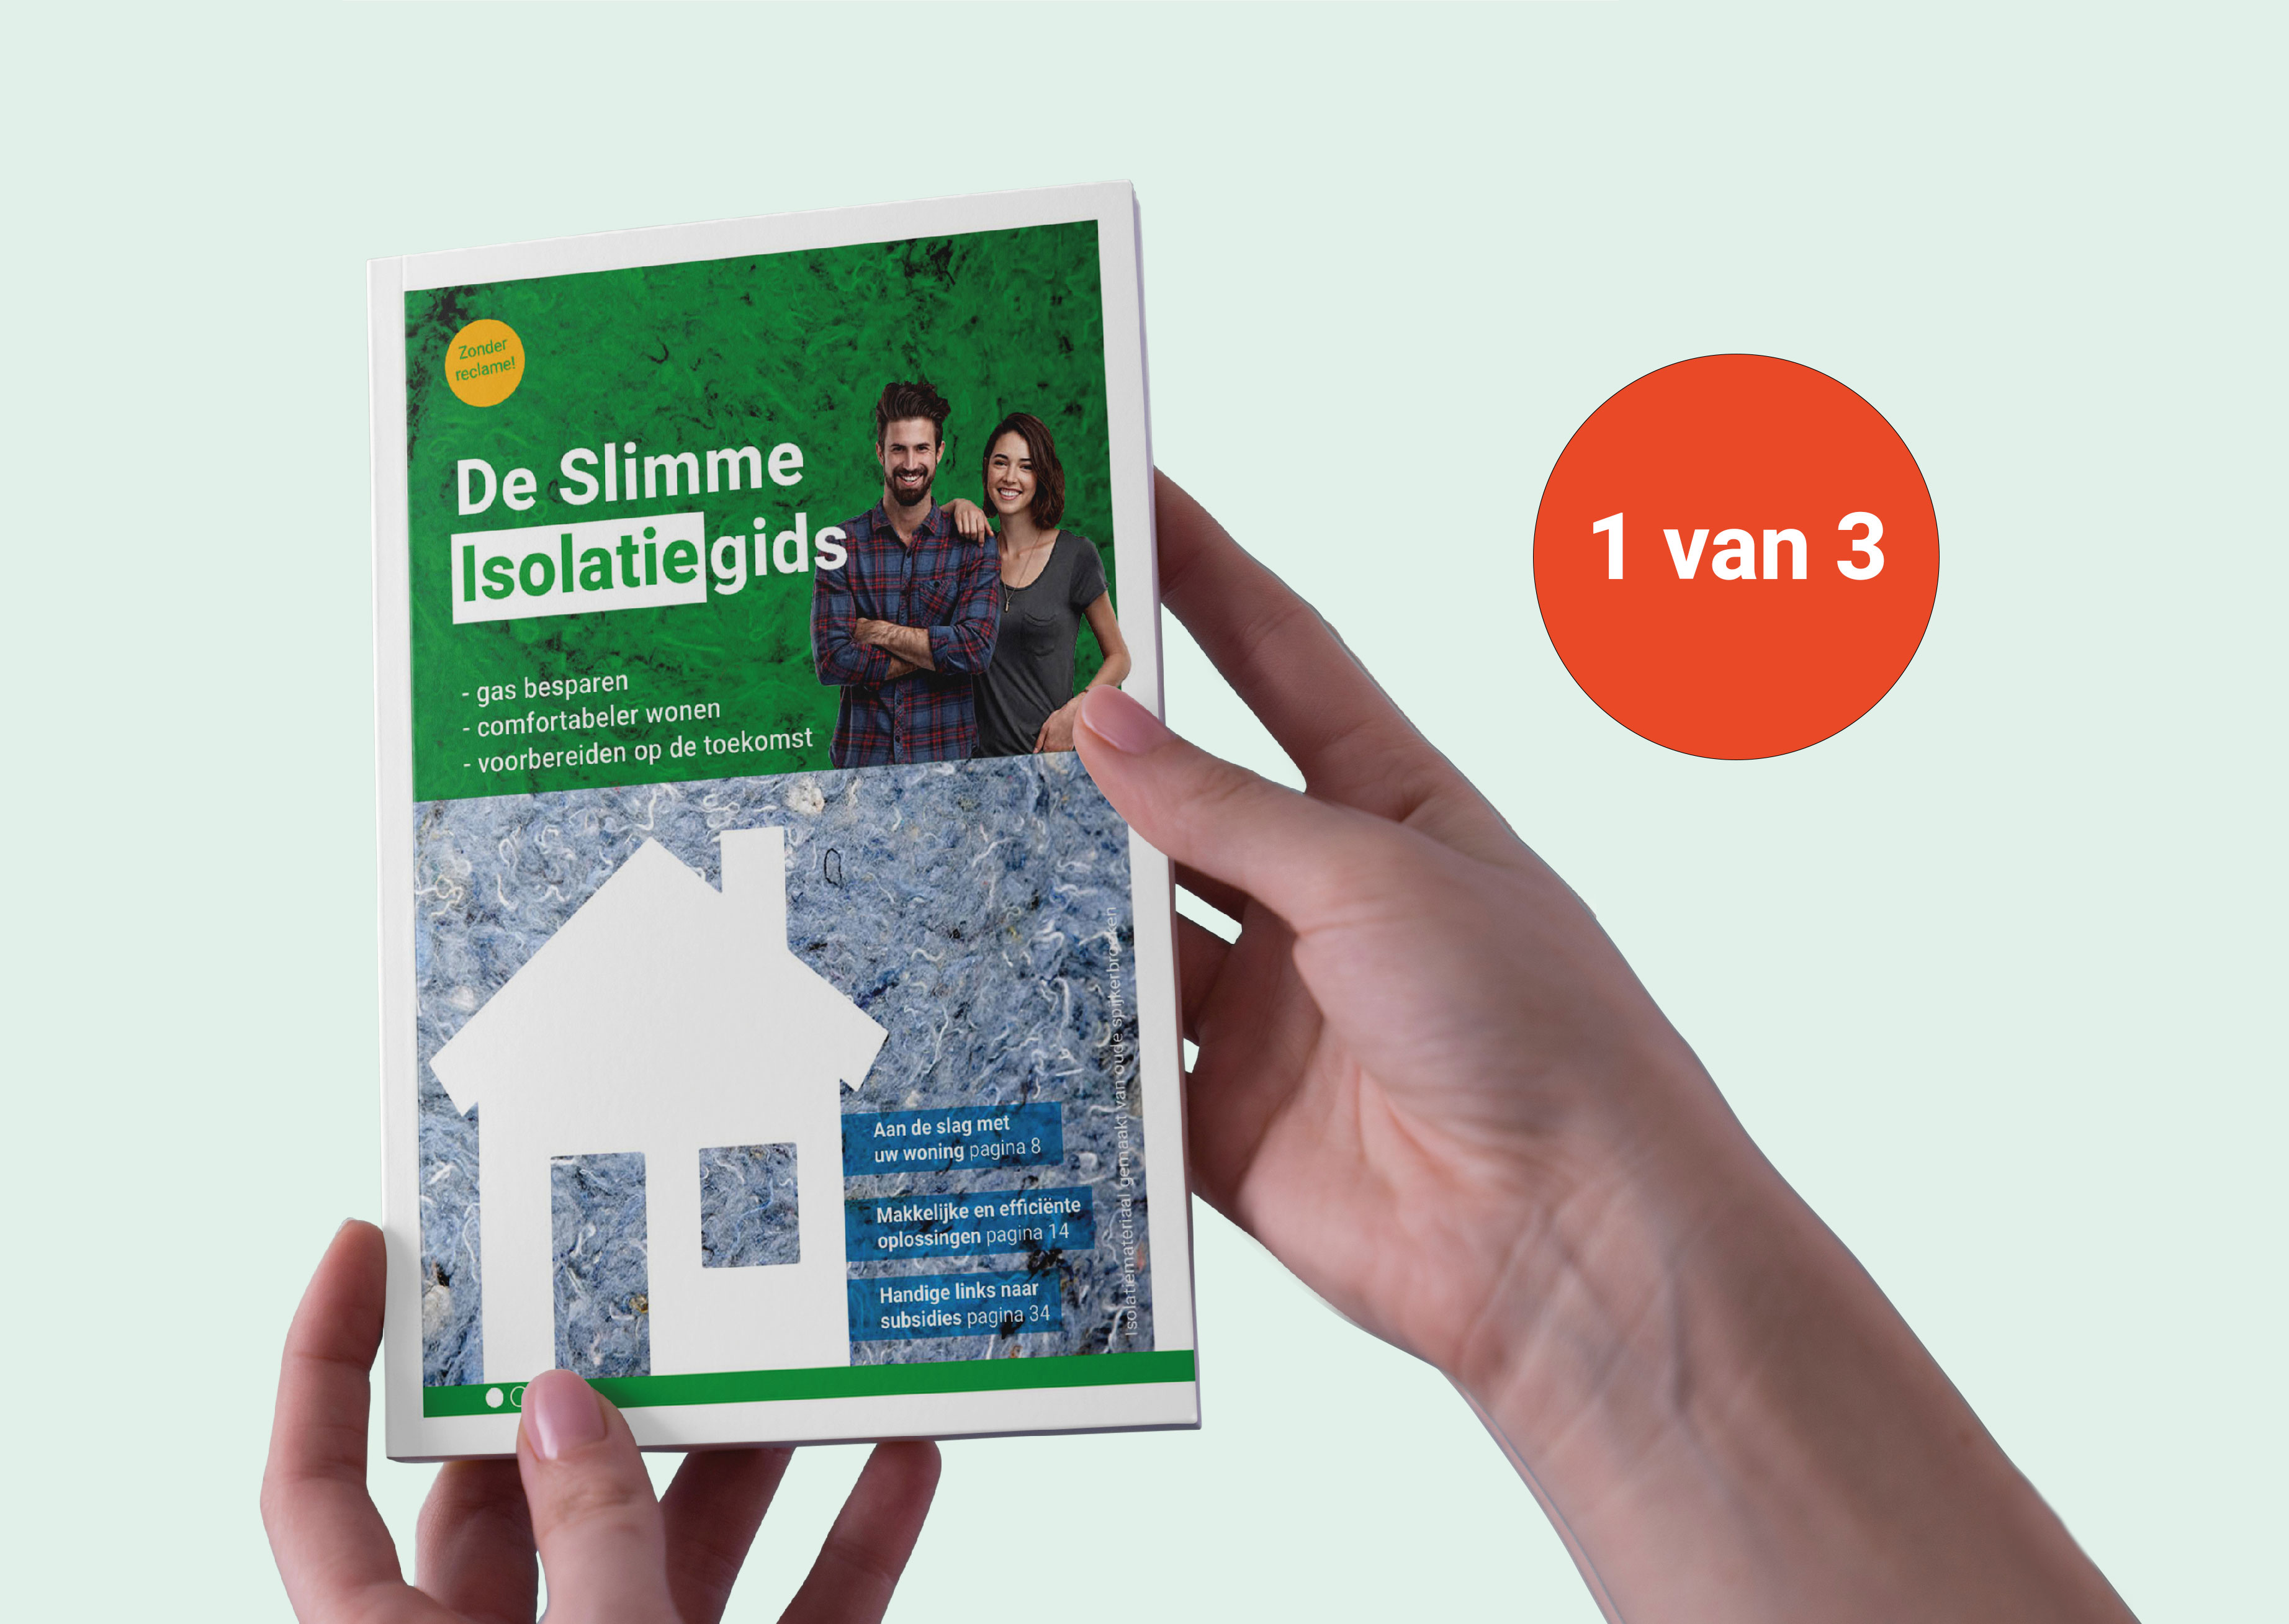 Zonder
reclame!
De Slimme
Isolatiegids
- gas besparen
- comfortabeler wonen
- voorbereiden op de toekomst
Aan de slag met
uw woning pagina 8
Makkelijke en efficiënte
oplossingen pagina 14
Handige links naar
subsidies pagina 34
Isolatiemateriaal gemaakt van oude spijkerbroeken
1 van 3